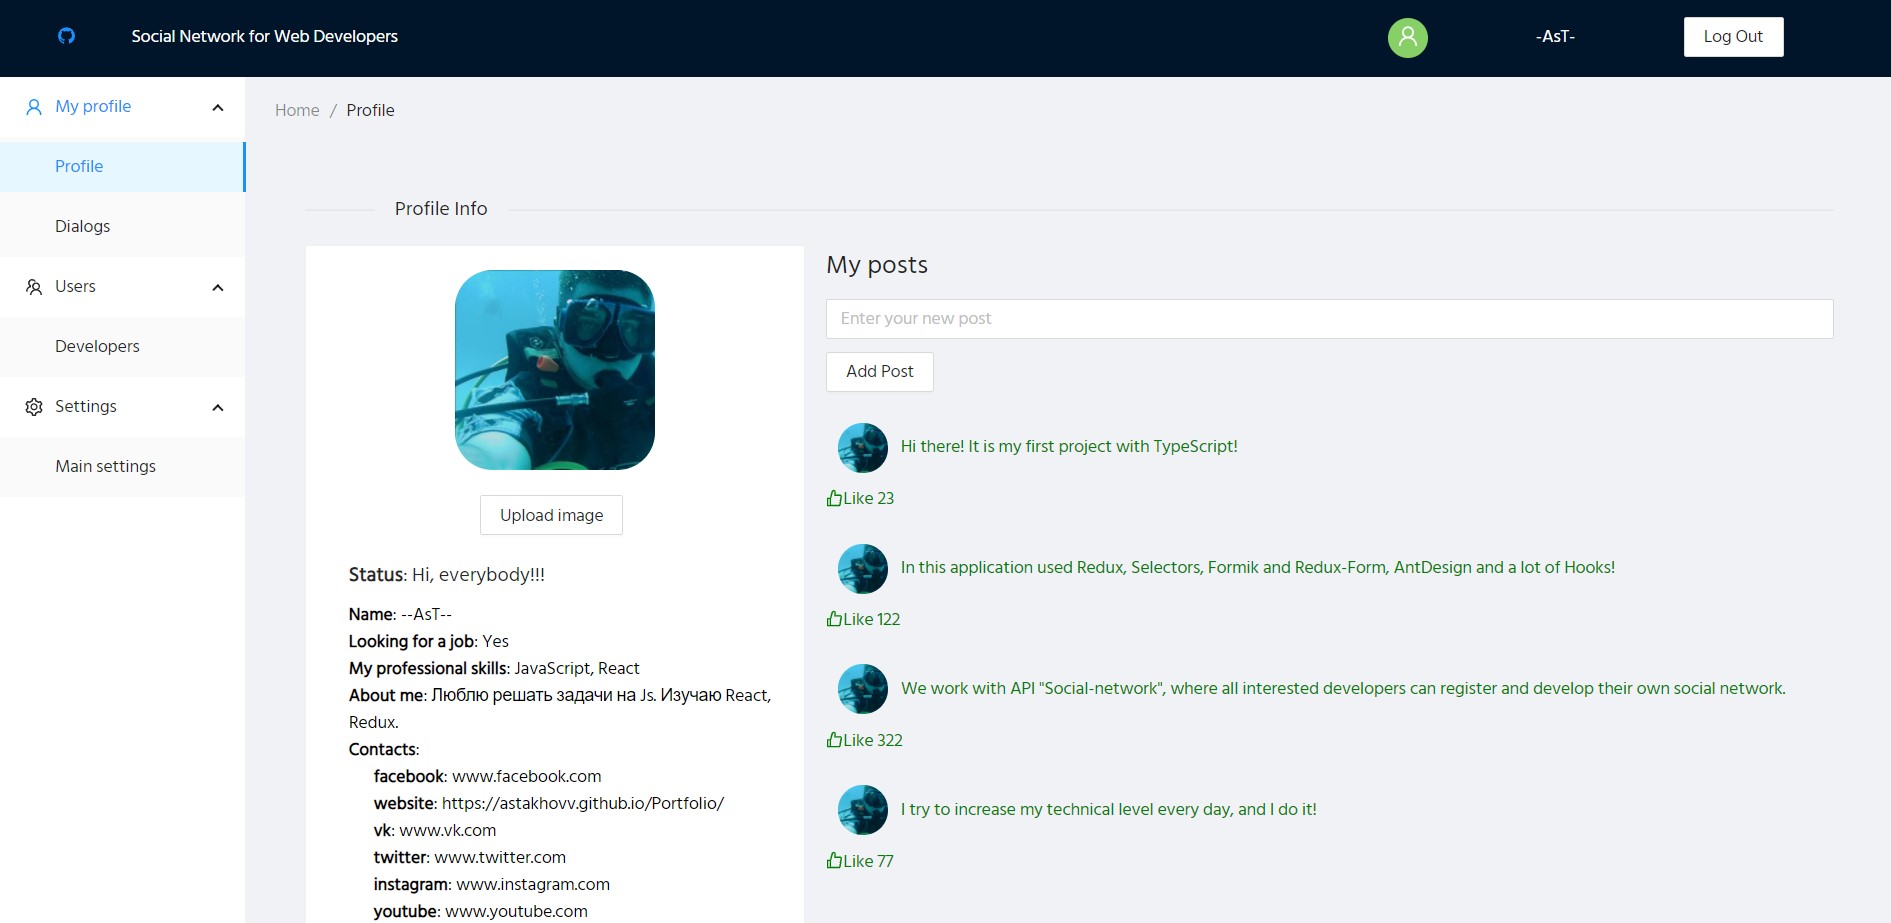 Social Network for Web Developers
-AsT-
Log Out
My profile
Profile
Dialogs
Users
Developers
Settings
Main settings
Home / Profile
Profile Info
Upload image
Status: Hi, everybody!!!
Name: --AsT--
Looking for a job: Yes
My professional skills: JavaScript, React
About me: Люблю решать задачи на Js. Изучаю React,
Redux.
Contacts:
facebook: www.facebook.com
website: https://astakhovv.github.io/Portfolio/
vk: www.vk.com
twitter: www.twitter.com
instagram: www.instagram.com
youtube: www.youtube.com
My posts
Enter your new post
Add Post
Hi there! It is my first project with TypeScript!
Like 23
In this application used Redux, Selectors, Formik and Redux-Form, AntDesign and a lot of Hooks!
Like 122
We work with API "Social-network", where all interested developers can register and develop their own social network.
Like 322
I try to increase my technical level every day, and I do it!
Like 77